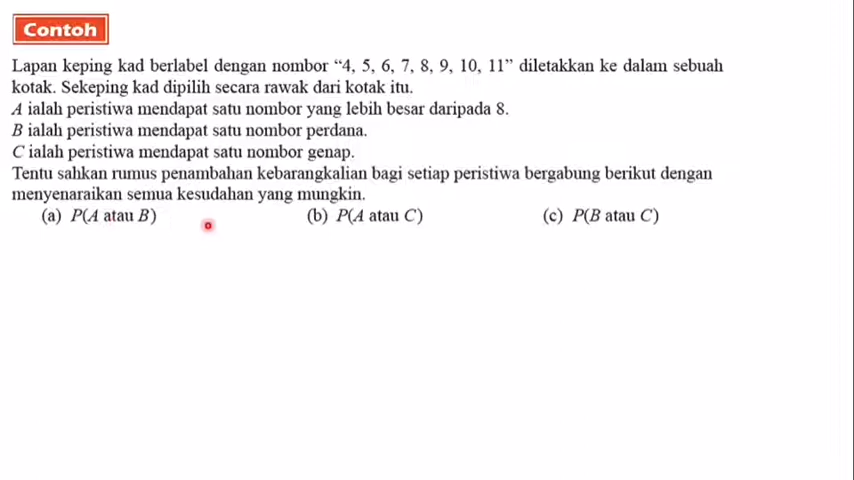 Contoh
Lapan keping kad berlabel dengan nombor “4, 5, 6, 7, 8, 9, 10, 11” diletakkan ke dalam sebuah
kotak. Sekeping kad dipilih secara rawak dari kotak itu.
A ialah peristiwa mendapat satu nombor yang lebih besar daripada 8.
B ialah peristiwa mendapat satu nombor perdana.
C ialah peristiwa mendapat satu nombor genap.
Tentu sahkan rumus penambahan kebarangkalian bagi setiap peristiwa bergabung berikut dengan
menyenaraikan semua kesudahan yang mungkin.
(a) P(A atau B) (b) P(A atau C) (c) P(B atau C)